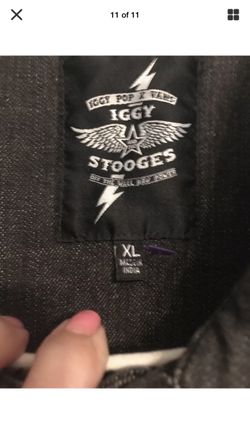 11 of 11
IGGY POP X VANS
IGGY
STOOGES
OFF THE WALL RAW POWER
XL
MADE IN
INDIA